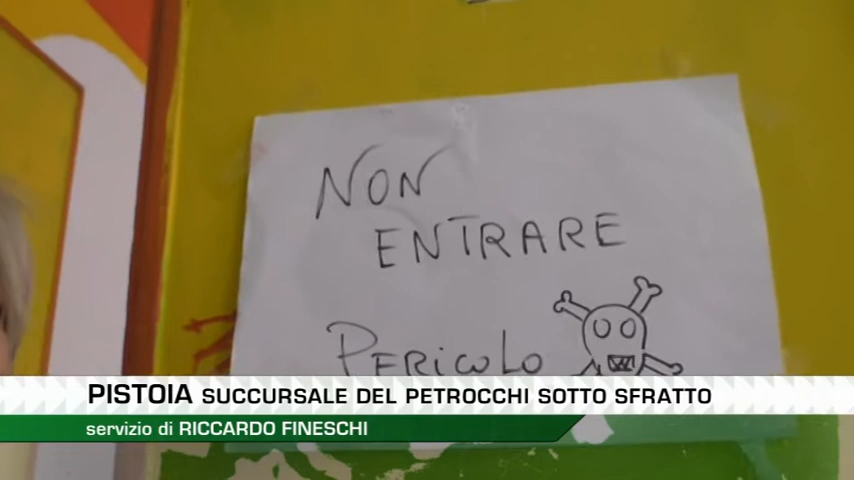 NON
ENTRARE
PERICOLO
PISTOIA SUCCURSALE DEL PETROCCHI SOTTO SFRATTO
servizio di RICCARDO FINESCHI